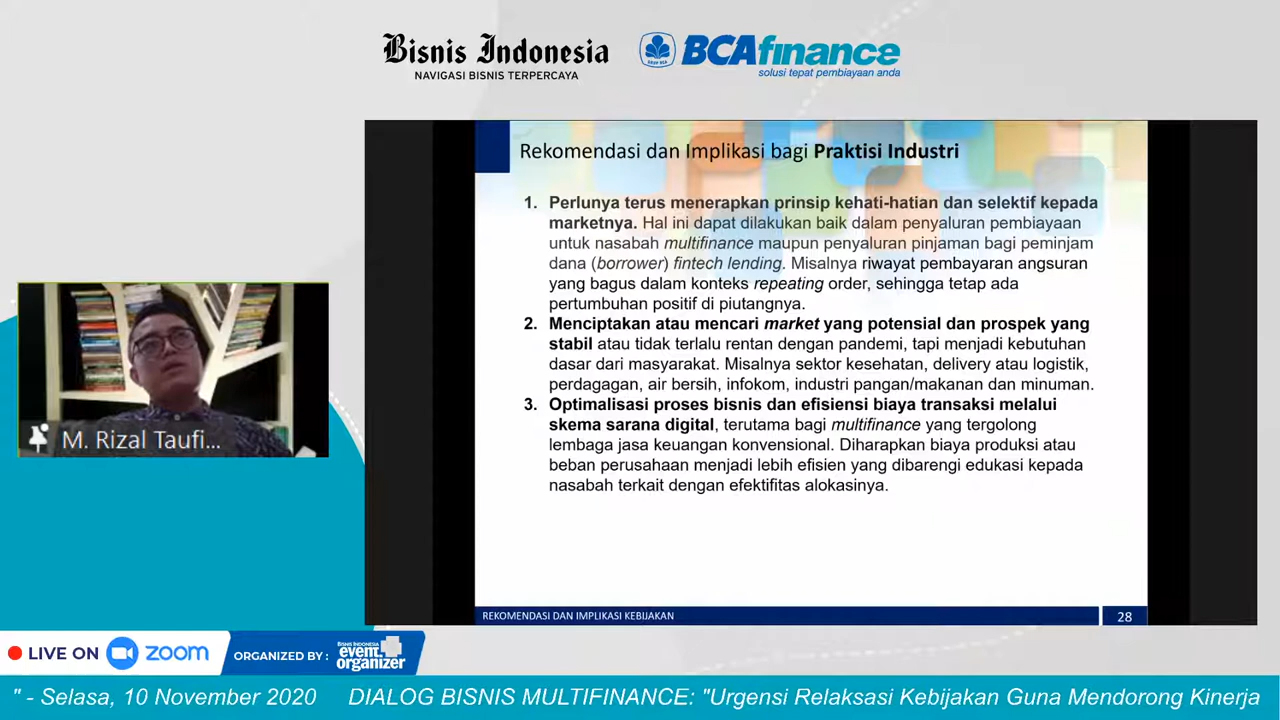 Bisnis Indonesia
NAVIGASI BISNIS TERPERCAYA
BCA finance
solusi tepat pembiayaan anda
Rekomendasi dan Implikasi bagi Praktisi Industri
1. Perlunya terus menerapkan prinsip kehati-hatian dan selektif kepada
marketnya. Hal ini dapat dilakukan baik dalam penyaluran pembiayaan
untuk nasabah multifinance maupun penyaluran pinjaman bagi peminjam
dana (borrower) fintech lending. Misalnya riwayat pembayaran angsuran
yang bagus dalam konteks repeating order, sehingga tetap ada
pertumbuhan positif di piutangnya.
2. Menciptakan atau mencari market yang potensial dan prospek yang
stabil atau tidak terlalu rentan dengan pandemi, tapi menjadi kebutuhan
dasar dari masyarakat. Misalnya sektor kesehatan, delivery atau logistik,
perdagagan, air bersih, infokom, industri pangan/makanan dan minuman.
3. Optimalisasi proses bisnis dan efisiensi biaya transaksi melalui
skema sarana digital, terutama bagi multifinance yang tergolong
lembaga jasa keuangan konvensional. Diharapkan biaya produksi atau
beban perusahaan menjadi lebih efisien yang dibarengi edukasi kepada
nasabah terkait dengan efektifitas alokasinya.
REKOMENDASI DAN IMPLIKASI KEBIJAKAN
28
M. Rizal Taufi...
LIVE ON zoom
ORGANIZED BY :
BISNIS INDONESIA
event
organizer
" - Selasa, 10 November 2020 DIALOG BISNIS MULTIFINANCE: "Urgensi Relaksasi Kebijakan Guna Mendorong Kinerja